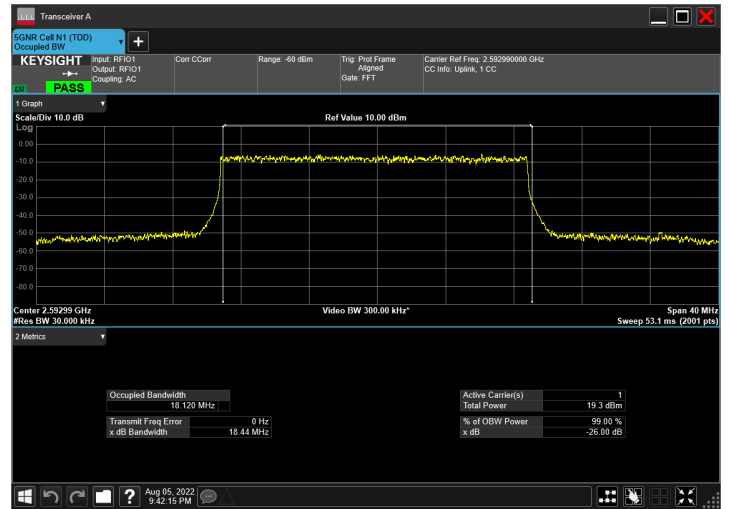 Transceiver A
5GNR Cell N1 (TDD)
Occupied BW
KEYSIGHT
LXI
PASS
Input: RFIO1
Output: RFIO1
Coupling: AC
Corr CCorr
Range: -60 dBm
Trig: Prot Frame
Aligned
Gate: FFT
Carrier Ref Freq: 2.592990000 GHz
CC Info: Uplink, 1 CC
1 Graph
Scale/Div 10.0 dB
Ref Value 10.00 dBm
Log
0.00
-10.0
-20.0
-30.0
-40.0
-50.0
-60.0
-70.0
-80.0
Center 2.59299 GHz
Video BW 300.00 kHz*
Span 40 MHz
#Res BW 30.000 kHz
Sweep 53.1 ms (2001 pts)
2 Metrics
Occupied Bandwidth
18.120 MHz
Transmit Freq Error 0 Hz
x dB Bandwidth 18.44 MHz
Active Carrier(s) 1
Total Power 19.3 dBm
% of OBW Power 99.00 %
x dB -26.00 dB
?
Aug 05, 2022
9:42:15 PM